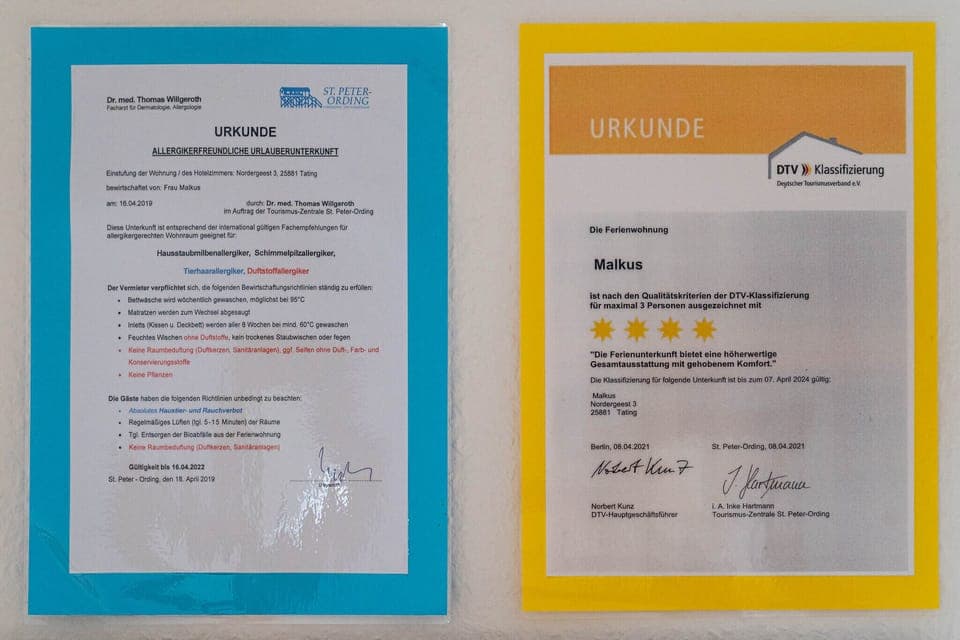 Dr. med. Thomas Willgeroth
Facharzt für Dermatologie, Allergologie
ST. PETER-
ORDING
URKUNDE
ALLERGIKERFREUNDLICHE URLAUBERUNTERKUNFT
Einstufung der Wohnung / des Hotelzimmers: Nordergeest 3, 25881 Tating
bewirtschaftet von: Frau Malkus
am: 16.04.2019
durch: Dr. med. Thomas Willgeroth
im Auftrag der Tourismus-Zentrale St. Peter-Ording
Diese Unterkunft ist entsprechend der international gültigen Fachempfehlungen für
allergikergerechten Wohnraum geeignet für:
Hausstaubmilbenallergiker, Schimmelpilzallergiker,
Tierhaarallergiker, Duftstoffallergiker
Der Vermieter verpflichtet sich, die folgenden Bewirtschaftungsrichtlinien ständig zu erfüllen:
• Bettwäsche wird wöchentlich gewaschen, möglichst bei 95°C
• Matratzen werden zum Wechsel abgesaugt
• Inletts (Kissen u. Deckbett) werden aller 8 Wochen bei mind. 60°C gewaschen
• Feuchtes Wischen ohne Duftstoffe, kein trockenes Staubwischen oder fegen
• Keine Raumbeduftung (Duftkerzen, Sanitäranlagen), ggf. Seifen ohne Duft-, Farb- und
Konservierungsstoffe
• Keine Pflanzen
Die Gäste haben die folgenden Richtlinien unbedingt zu beachten:
• Absolutes Haustier- und Rauchverbot
• Regelmäßiges Lüften (tgl. 5-15 Minuten) der Räume
• Tgl. Entsorgen der Bioabfälle aus der Ferienwohnung
• Keine Raumbeduftung (Duftkerzen, Sanitäranlagen)
Gültigkeit bis 16.04.2022
St. Peter - Ording, den 18. April 2019
URKUNDE
DTV Klassifizierung
Deutscher Tourismusverband e.V.
Die Ferienwohnung
Malkus
ist nach den Qualitätskriterien der DTV-Klassifizierung
für maximal 3 Personen ausgezeichnet mit
"Die Ferienunterkunft bietet eine höherwertige
Gesamtausstattung mit gehobenem Komfort."
Die Klassifizierung für folgende Unterkunft ist bis zum 07. April 2024 gültig:
Malkus
Nordergeest 3
25881 Tating
Berlin, 08.04.2021
St. Peter-Ording, 08.04.2021
Norbert Kunz
I. Hartmann
Norbert Kunz
DTV-Hauptgeschäftsführer
i. A. Inke Hartmann
Tourismus-Zentrale St. Peter-Ording